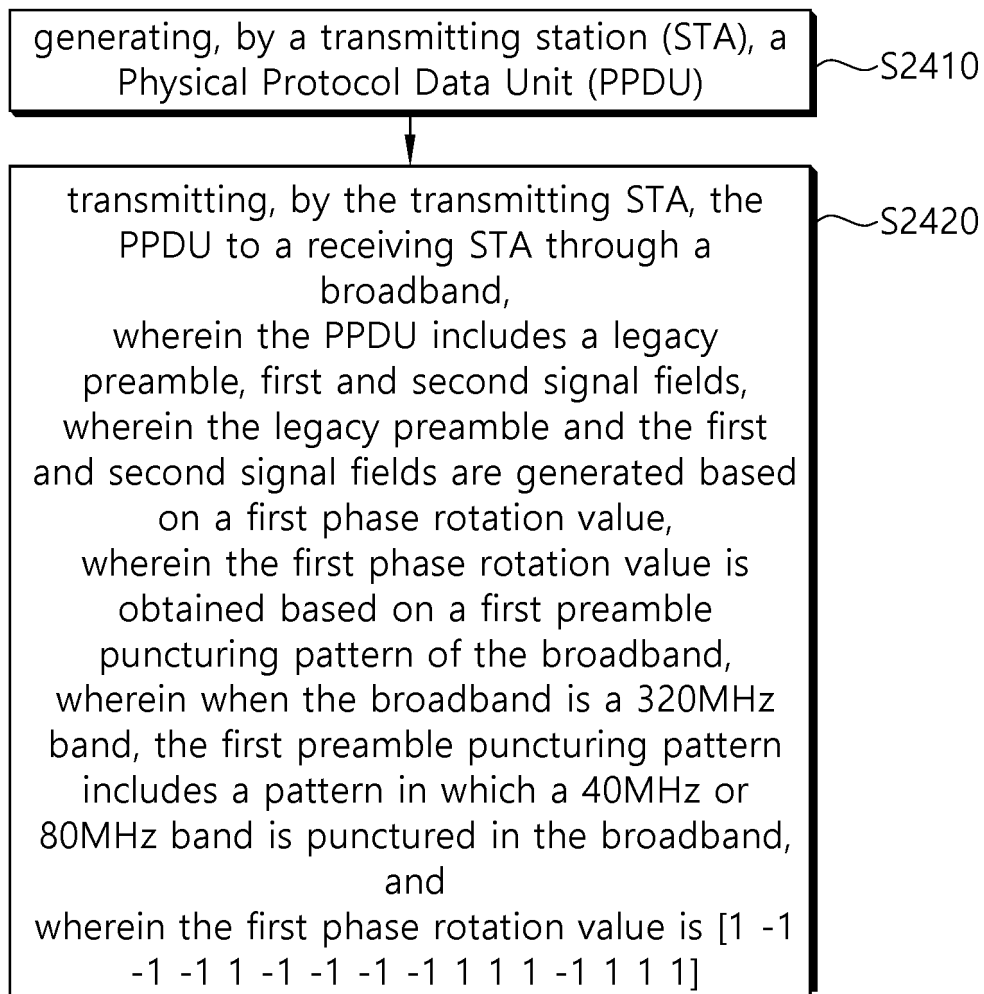 generating, by a transmitting station (STA), a
Physical Protocol Data Unit (PPDU)
S2410
transmitting, by the transmitting STA, the
PPDU to a receiving STA through a
broadband,
wherein the PPDU includes a legacy
preamble, first and second signal fields,
wherein the legacy preamble and the first
and second signal fields are generated based
on a first phase rotation value,
wherein the first phase rotation value is
obtained based on a first preamble
puncturing pattern of the broadband,
wherein when the broadband is a 320MHz
band, the first preamble puncturing pattern
includes a pattern in which a 40MHz or
80MHz band is punctured in the broadband,
and
wherein the first phase rotation value is [1 -1
-1 -1 1 -1 -1 -1 -1 1 1 1 -1 1 1 1]
S2420